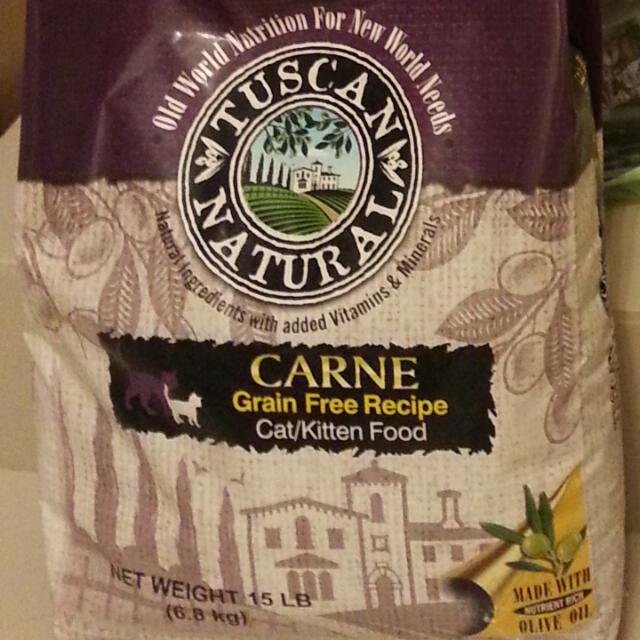 Old World Nutrition For New World Needs
TUSCAN
NATURAL
Natural Ingredients with added Vitamins & Minerals
CARNE
Grain Free Recipe
Cat/Kitten Food
NET WEIGHT 15 LB
(6.8 kg)
MADE WITH
NUTRIENT RICH
OLIVE OIL